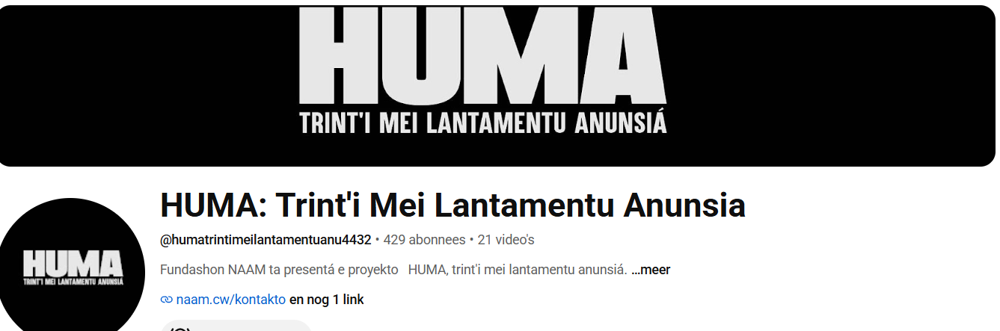 HUMA
TRINT'I MEI LANTAMENTU ANUNSIÁ
HUMA: Trint'i Mei Lantamentu Anunsia
@humatrintimeilantamentuanu4432 • 429 abonnees • 21 video's
HUMA
TRINT'I MEI LANTAMENTU ANUNSIÁ
Fundashon NAAM ta presentá e proyekto HUMA, trint'i mei lantamentu anunsiá. ...meer
naam.cw/kontakto en nog 1 link